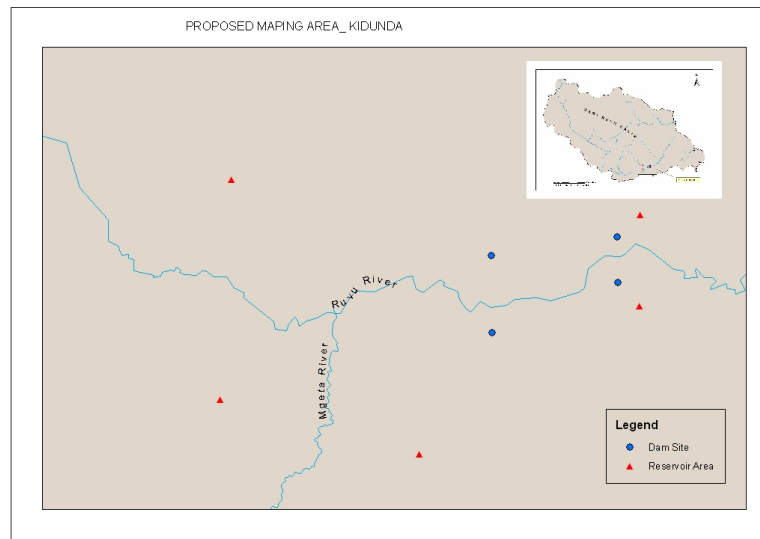 PROPOSED MAPING AREA_ KIDUNDA
Ruvu River
Mgeta River
Legend
Dam Site
Reservoir Area